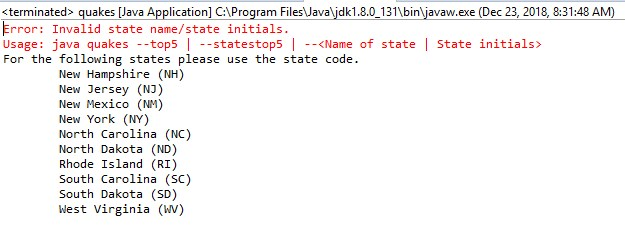 <terminated> quakes [Java Application] C:\Program Files\Java\jdk1.8.0_131\bin\javaw.exe (Dec 23, 2018, 8:31:48 AM)
Error: Invalid state name/state initials.
Usage: java quakes --top5 | --statestop5 | --<Name of state | State initials>
For the following states please use the state code.
New Hampshire (NH)
New Jersey (NJ)
New Mexico (NM)
New York (NY)
North Carolina (NC)
North Dakota (ND)
Rhode Island (RI)
South Carolina (SC)
South Dakota (SD)
West Virginia (WV)